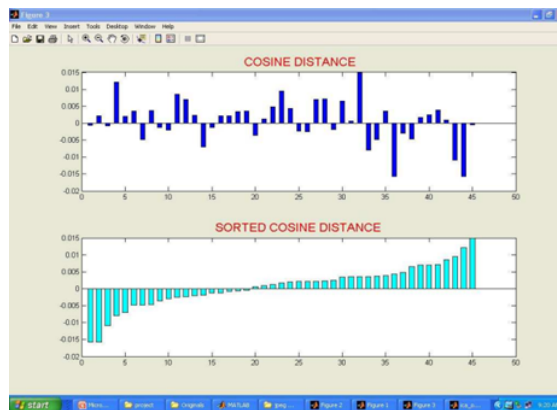 Figure 3
File Edit View Insert Tools Desktop Window Help
COSINE DISTANCE
0.015
0.01
0.005
0
-0.005
-0.01
-0.015
-0.02
0 5 10 15 20 25 30 35 40 45 50
SORTED COSINE DISTANCE
0.015
0.01
0.005
0
-0.005
-0.01
-0.015
-0.02
0 5 10 15 20 25 30 35 40 45 50
start Micro... project Originals MATLAB jpeg ... Figure 2 Figure 1 Figure 3